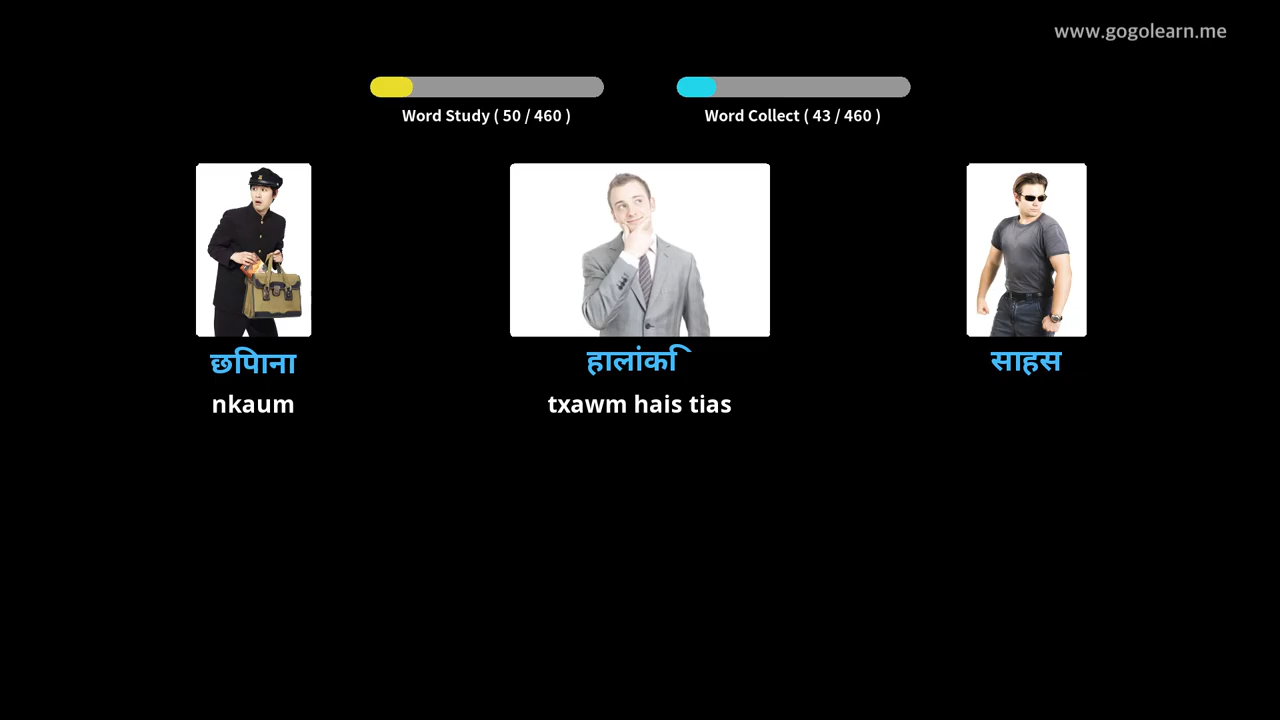 www.gogolearn.me
Word Study ( 50 / 460 )
Word Collect ( 43 / 460 )
छिपाना
हालांकि
साहस
nkaum
txawm hais tias